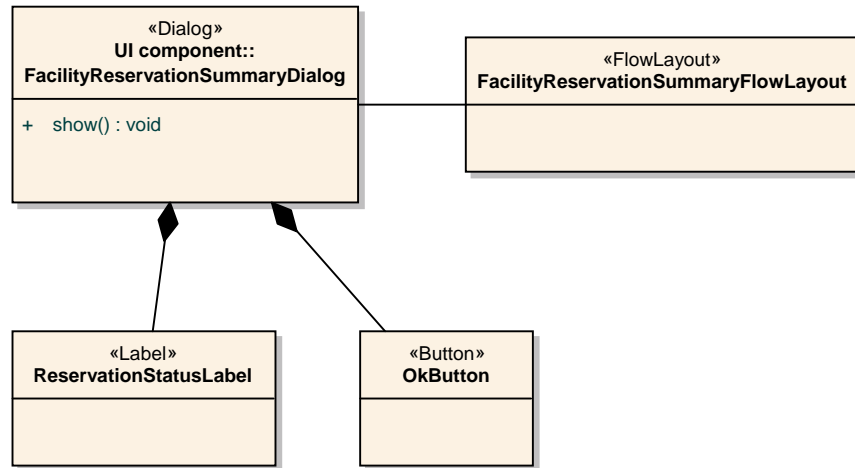 «Dialog»
UI component::
FacilityReservationSummaryDialog
+ show() : void
«FlowLayout»
FacilityReservationSummaryFlowLayout
«Label»
ReservationStatusLabel
«Button»
OkButton